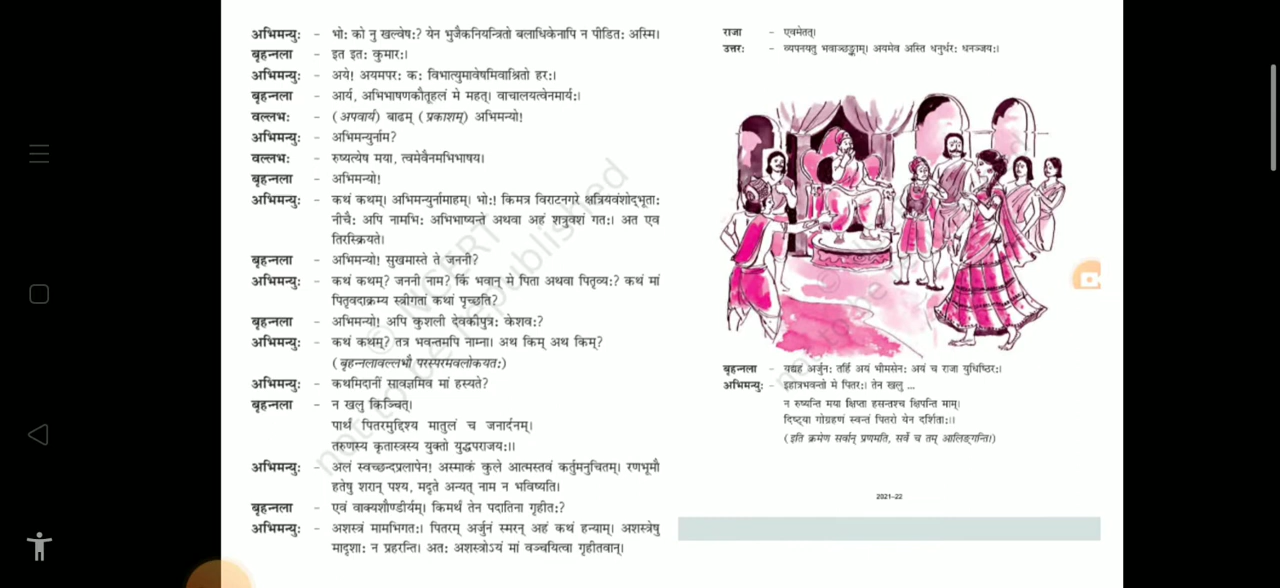 अभिमन्युः - भोः को नु खल्वेषः? येन भुजैकनियन्त्रितो बलाधिकेनापि न पीडितः अस्मि।
बृहन्नला - इत इतः कुमारः।
अभिमन्युः - अये! अयमपरः कः विभात्युमावेषमिवाश्रितो हरः।
बृहन्नला - आर्य, अभिभाषणकौतूहलं मे महत्। वाचालयत्वेनमार्यः।
वल्लभः - (अपवार्य) बाढम् (प्रकाशम्) अभिमन्यो!
अभिमन्युः - अभिमन्युर्नाम?
वल्लभः - रुष्यत्येष मया, त्वमेवैनमभिभाषय।
बृहन्नला - अभिमन्यो!
अभिमन्युः - कथं कथम्। अभिमन्युर्नामाहम्। भोः! किमत्र विराटनगरे क्षत्रियवंशोद्भूताः
नीचैः अपि नामभिः अभिभाष्यन्ते अथवा अहं शत्रुवशं गतः। अत एव
तिरस्क्रियते।
बृहन्नला - अभिमन्यो! सुखमास्ते ते जननी?
अभिमन्युः - कथं कथम्? जननी नाम? किं भवान् मे पिता अथवा पितृव्यः? कथं मां
पितृवदाक्रम्य स्त्रीगतां कथां पृच्छति?
बृहन्नला - अभिमन्यो! अपि कुशली देवकीपुत्रः केशवः?
अभिमन्युः - कथं कथम्? तत्र भवन्तमपि नाम्ना। अथ किम् अथ किम्?
(बृहन्नलावल्लभौ परस्परमवलोकयतः)
अभिमन्युः - कथमिदानीं सावज्ञमिव मां हस्यते?
बृहन्नला - न खलु किञ्चित्।
पार्थं पितरमुद्दिश्य मातुलं च जनार्दनम्।
तरुणस्य कृतास्त्रस्य युक्तो युद्धपराजयः।।
अभिमन्युः - अलं स्वच्छन्दप्रलापेन! अस्माकं कुले आत्मस्तवं कर्तुमनुचितम्। रणभूमौ
हतेषु शरान् पश्य, मदृते अन्यत् नाम न भविष्यति।
बृहन्नला - एवं वाक्यशौण्डीर्यम्। किमर्थं तेन पदातिना गृहीतः?
अभिमन्युः - अशस्त्रं मामभिगतः। पितरम् अर्जुनं स्मरन् अहं कथं हन्याम्। अशस्त्रेषु
मादृशाः न प्रहरन्ति। अतः अशस्त्रोऽयं मां वञ्चयित्वा गृहीतवान्।
राजा - एवमेतत्।
उत्तरः - व्यपनयतु भवाञ्छङ्काम्। अयमेव अस्ति धनुर्धरः धनञ्जयः।
बृहन्नला - यद्यहं अर्जुनः तर्हि अयं भीमसेनः अयं च राजा युधिष्ठिरः।
अभिमन्युः - इहात्रभवन्तो मे पितरः। तेन खलु ...
न रुष्यन्ति मया क्षिप्ता हसन्तश्च क्षिपन्ति माम्।
दिष्ट्या गोग्रहणं स्वन्तं पितरो येन दर्शिताः।।
(इति क्रमेण सर्वान् प्रणमति, सर्वे च तम् आलिङ्गन्ति।)
2021-22
© NCERT
not to be republished